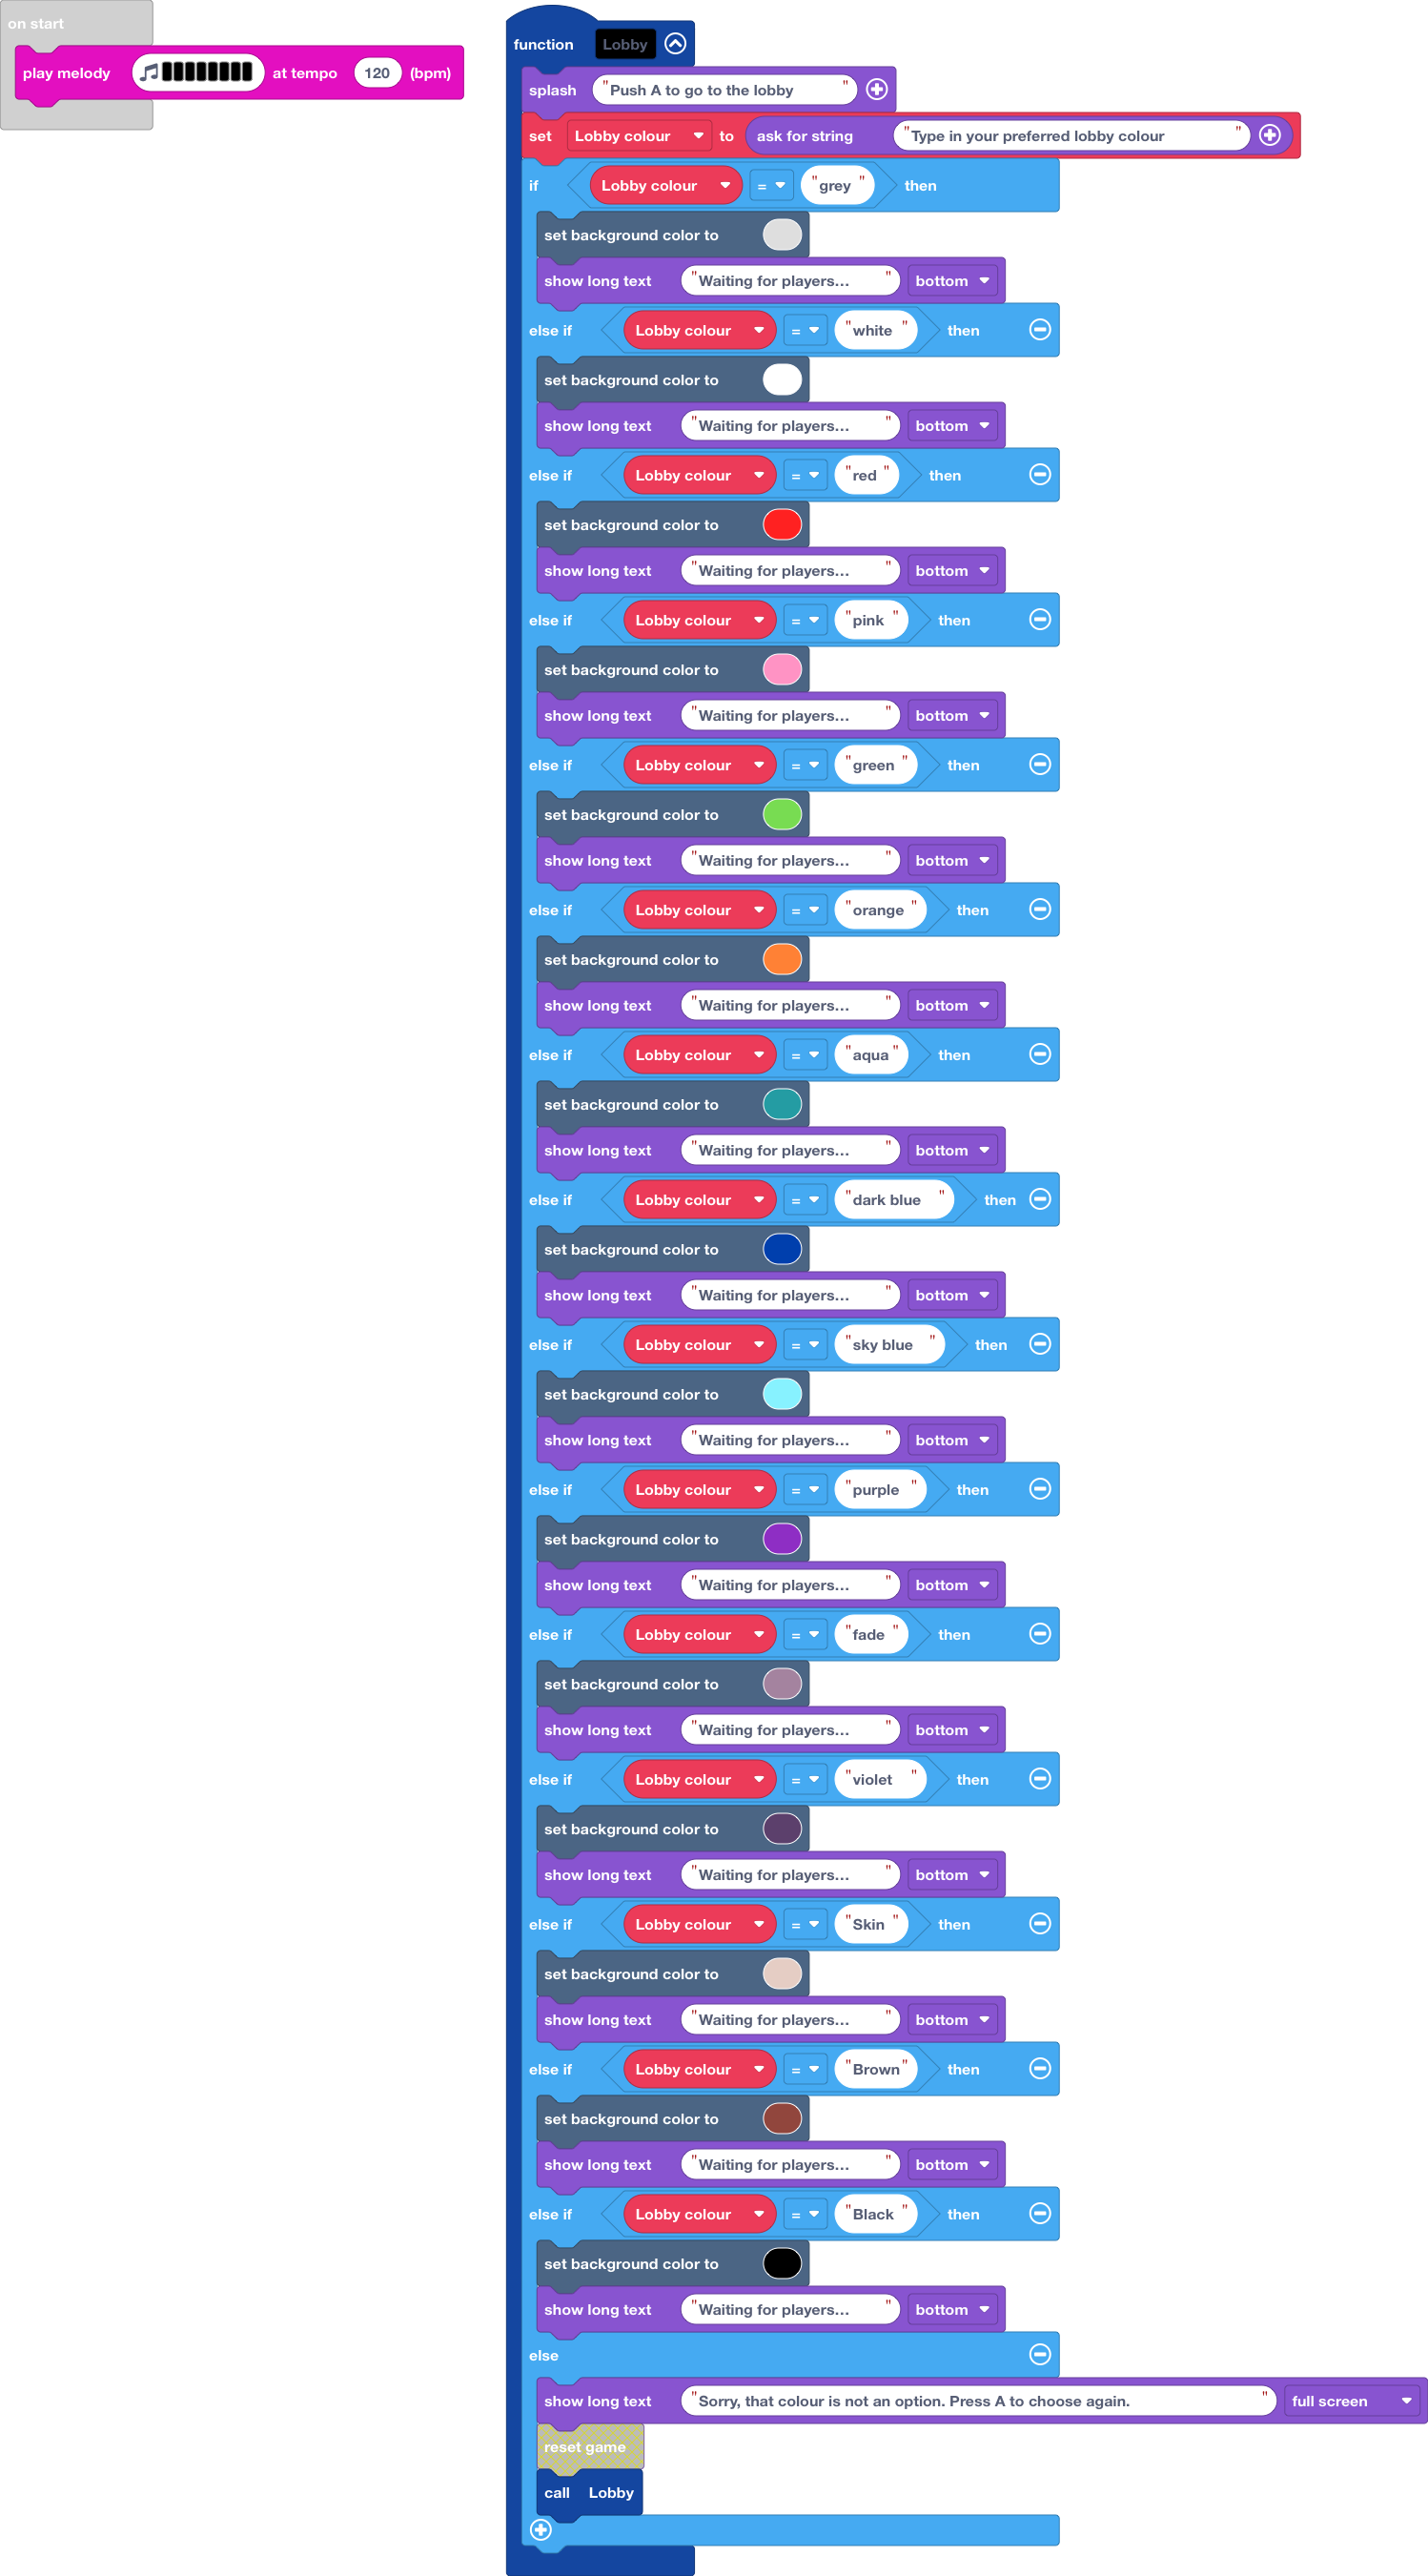 on start
play melody at tempo 120 (bpm)
function Lobby
splash "Push A to go to the lobby"
set Lobby colour to ask for string "Type in your preferred lobby colour"
if Lobby colour = "grey" then
set background color to
show long text "Waiting for players..." bottom
else if Lobby colour = "white" then
set background color to
show long text "Waiting for players..." bottom
else if Lobby colour = "red" then
set background color to
show long text "Waiting for players..." bottom
else if Lobby colour = "pink" then
set background color to
show long text "Waiting for players..." bottom
else if Lobby colour = "green" then
set background color to
show long text "Waiting for players..." bottom
else if Lobby colour = "orange" then
set background color to
show long text "Waiting for players..." bottom
else if Lobby colour = "aqua" then
set background color to
show long text "Waiting for players..." bottom
else if Lobby colour = "dark blue" then
set background color to
show long text "Waiting for players..." bottom
else if Lobby colour = "sky blue" then
set background color to
show long text "Waiting for players..." bottom
else if Lobby colour = "purple" then
set background color to
show long text "Waiting for players..." bottom
else if Lobby colour = "fade" then
set background color to
show long text "Waiting for players..." bottom
else if Lobby colour = "violet" then
set background color to
show long text "Waiting for players..." bottom
else if Lobby colour = "Skin" then
set background color to
show long text "Waiting for players..." bottom
else if Lobby colour = "Brown" then
set background color to
show long text "Waiting for players..." bottom
else if Lobby colour = "Black" then
set background color to
show long text "Waiting for players..." bottom
else
show long text "Sorry, that colour is not an option. Press A to choose again." full screen
reset game
call Lobby